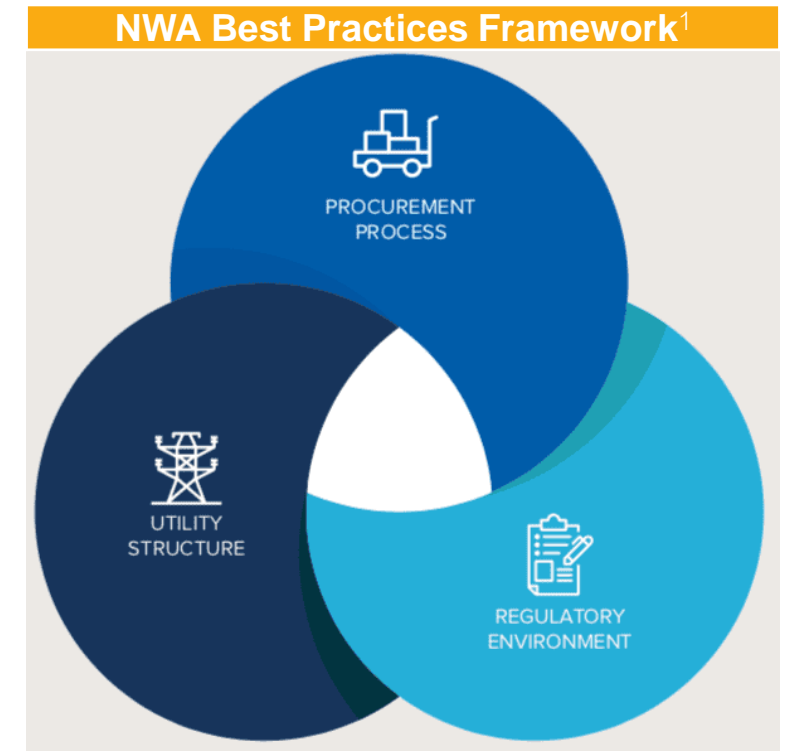 NWA Best Practices Framework¹
PROCUREMENT
PROCESS
UTILITY
STRUCTURE
REGULATORY
ENVIRONMENT